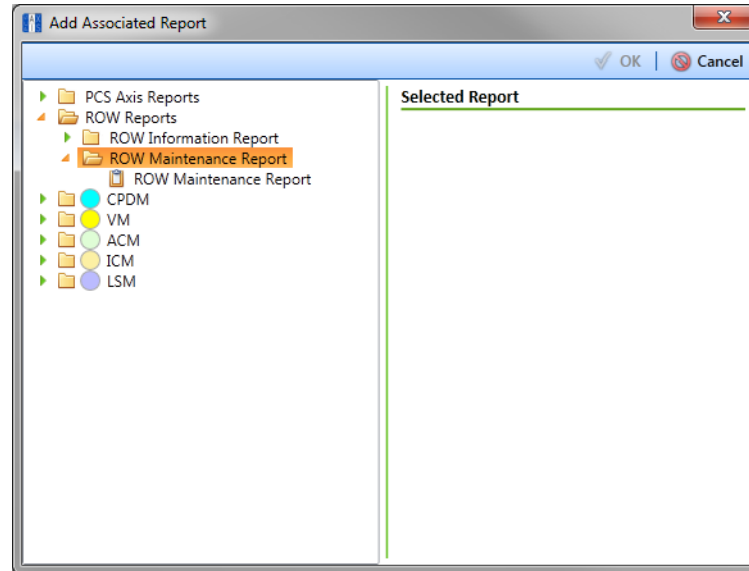 Add Associated Report
OK | Cancel
PCS Axis Reports
ROW Reports
ROW Information Report
ROW Maintenance Report
ROW Maintenance Report
CPDM
VM
ACM
ICM
LSM
Selected Report